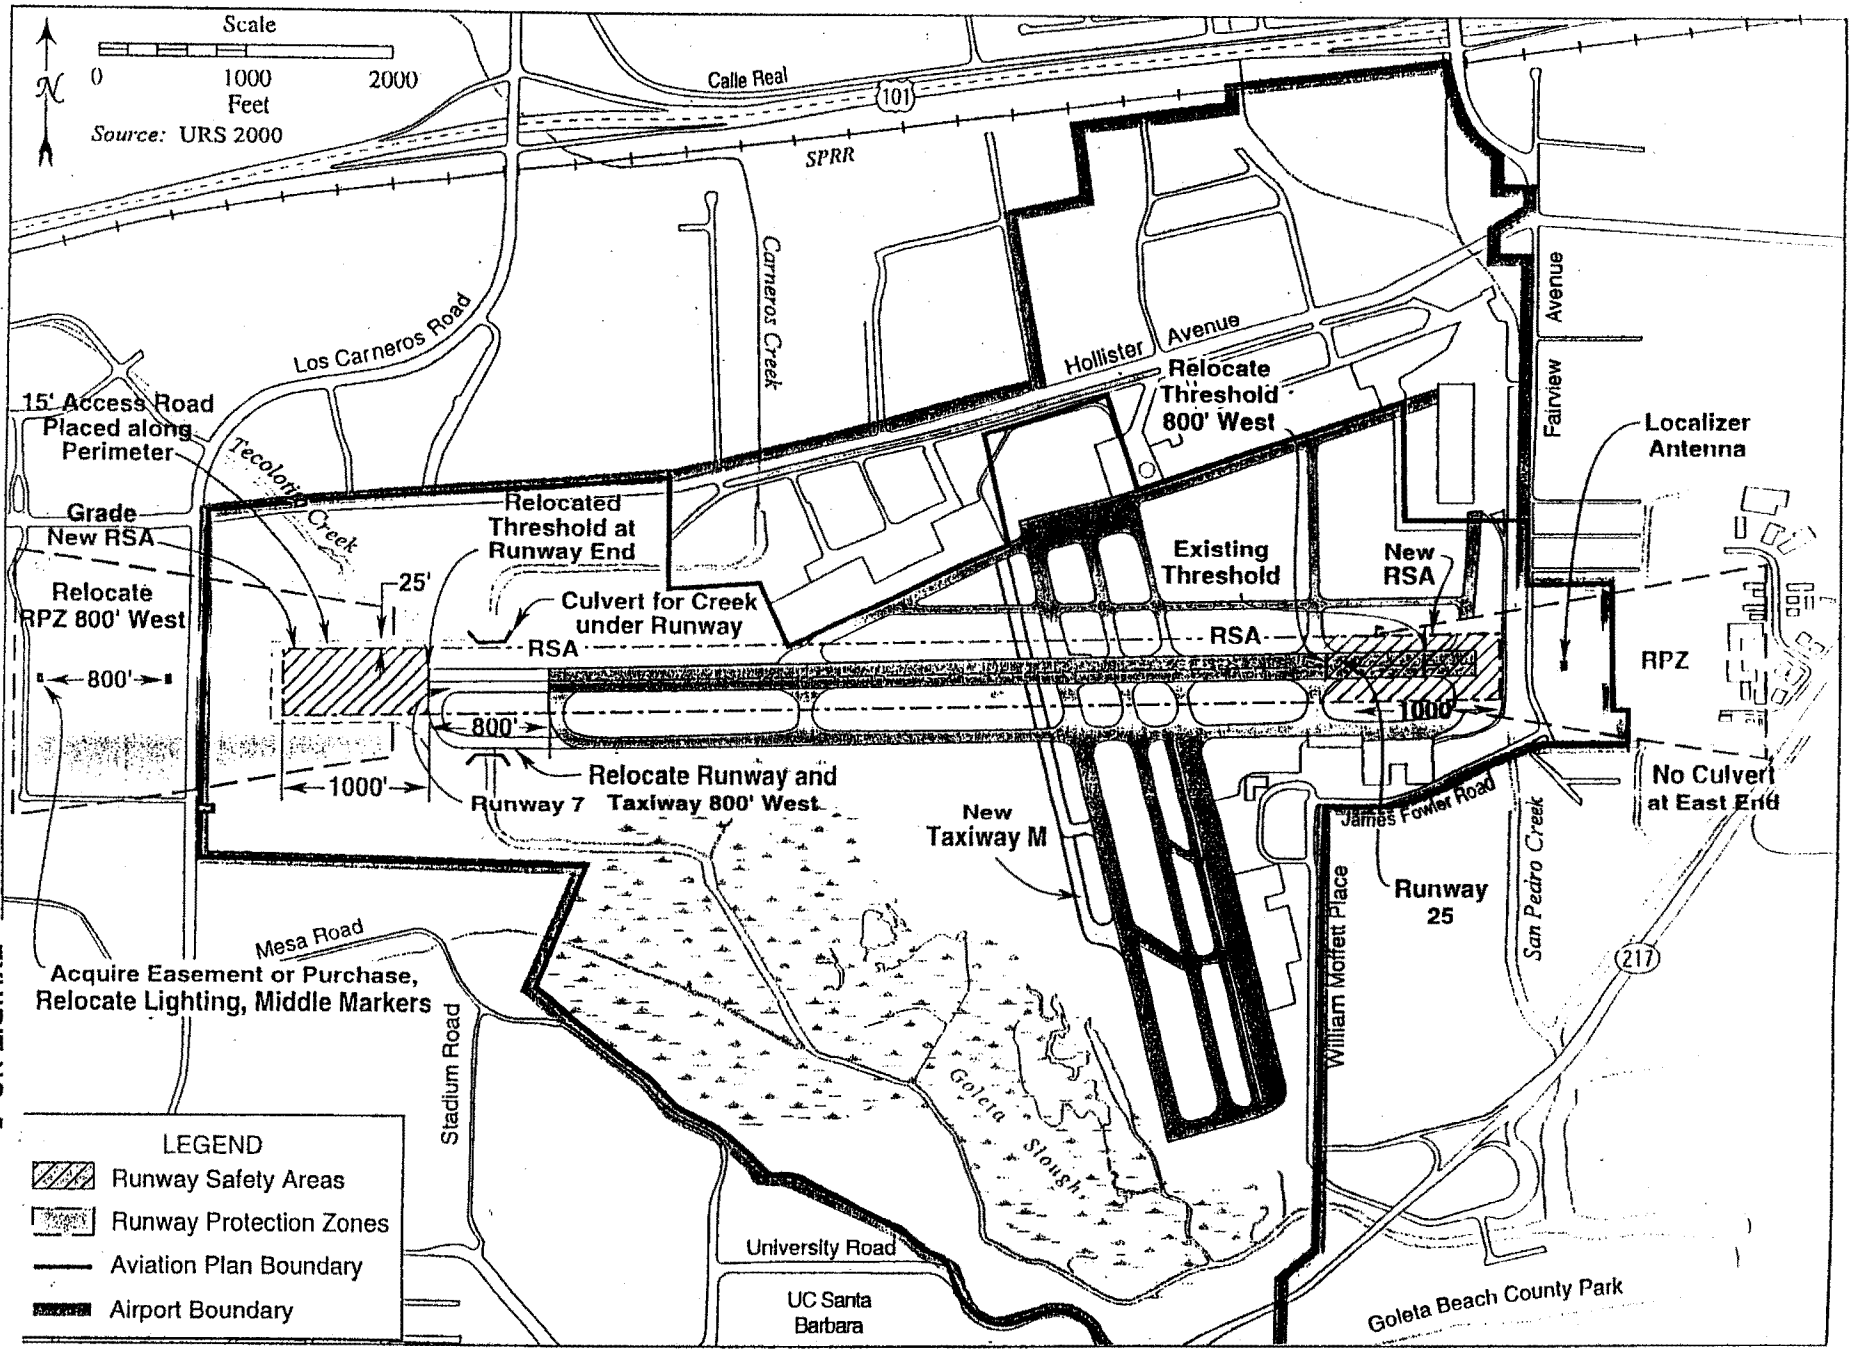 Scale
0 1000 2000
Feet
Source: URS 2000
N
Calle Real
101
SPRR
Los Carneros Road
Carneros Creek
Hollister Avenue
Fairview Avenue
15' Access Road
Placed along
Perimeter
Tecolotito Creek
Relocate
Threshold
800' West
Localizer
Antenna
Grade
New RSA
Relocated
Threshold at
Runway End
Existing
Threshold
New
RSA
Relocate
RPZ 800' West
25'
Culvert for Creek
under Runway
RSA
RSA
RPZ
800'
800'
1000'
1000'
Runway 7
Relocate Runway and
Taxiway 800' West
New
Taxiway M
No Culvert
at East End
James Fowler Road
San Pedro Creek
Runway
25
William Moffett Place
217
Mesa Road
Acquire Easement or Purchase,
Relocate Lighting, Middle Markers
Stadium Road
Goleta Slough
LEGEND
Runway Safety Areas
Runway Protection Zones
Aviation Plan Boundary
Airport Boundary
University Road
UC Santa
Barbara
Goleta Beach County Park